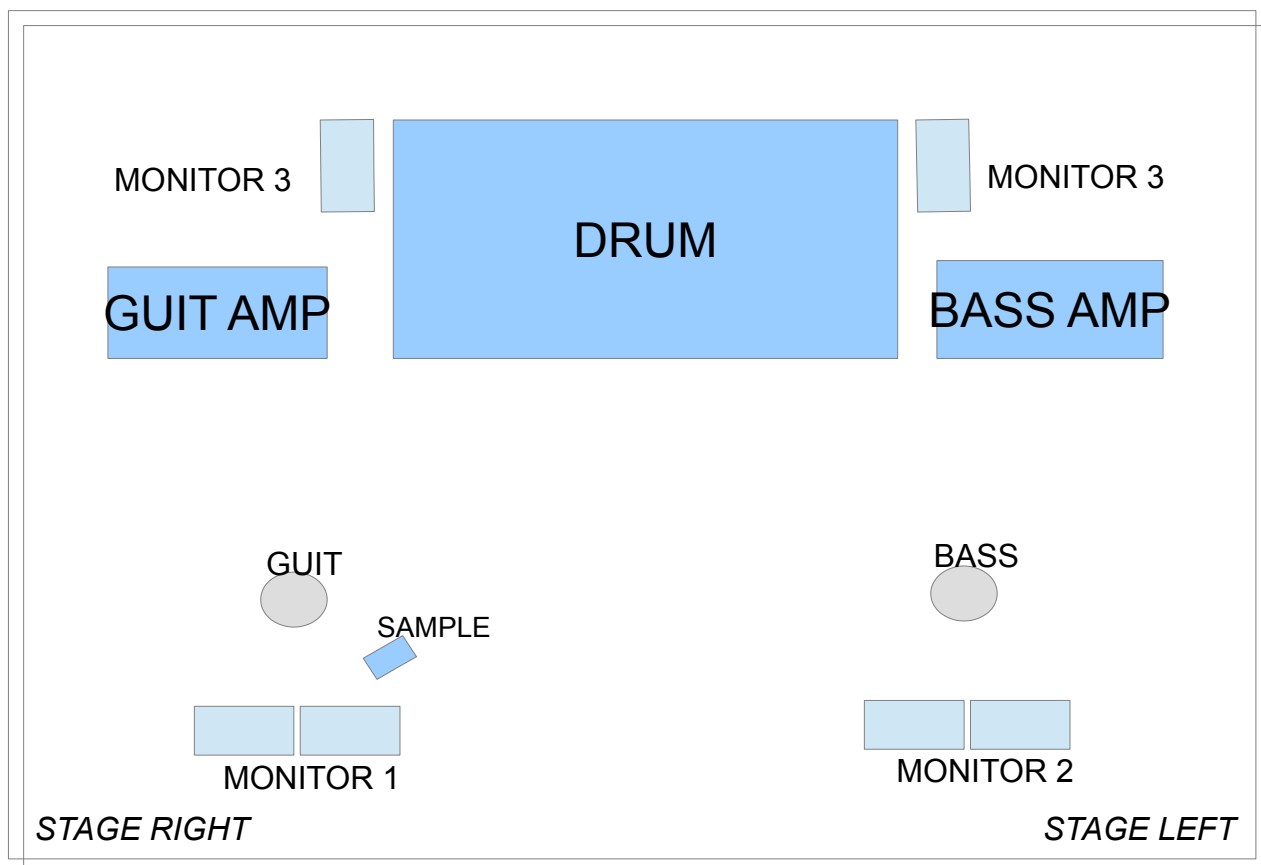 MONITOR 3
MONITOR 3
DRUM
GUIT AMP
BASS AMP
GUIT
BASS
SAMPLE
MONITOR 1
MONITOR 2
STAGE RIGHT
STAGE LEFT